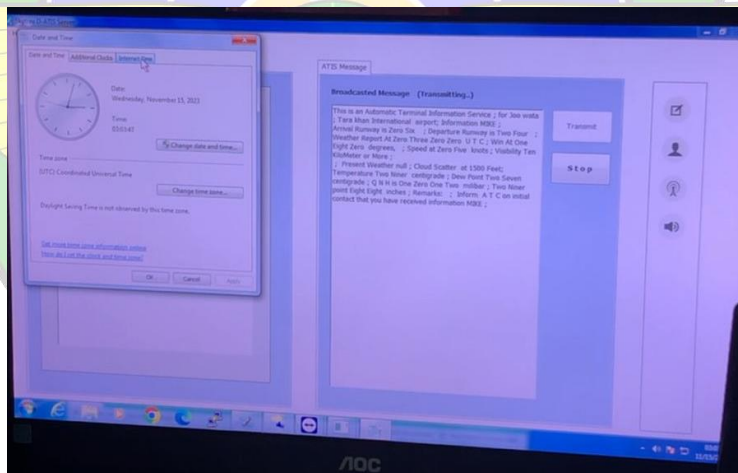 Date and Time
Date and Time Additional Clocks Internet Time
Date:
Wednesday, November 15, 2023
Time:
Change date and time...
Time zone
(UTC) Coordinated Universal Time
Change time zone...
Daylight Saving Time is not observed by this time zone.
Get more time zone information online
How do I set the clock and time zone?
OK Cancel Apply
ATIS Message
Broadcasted Message (Transmitting..)
This is an Automatic Terminal Information Service ; for Joo wata
; Tara khan International airport; Information MIKE ;
Arrival Runway is Zero Six ; Departure Runway is Two Four ;
Weather Report At Zero Three Zero Zero U T C ; Win At One
Eight Zero degrees, ; Speed at Zero Five knots ; Visibility Ten
KiloMeter or More ;
; Present Weather null ; Cloud Scatter at 1500 Feet;
Temperature Two Niner centigrade ; Dew Point Two Seven
centigrade ; Q is H is One Zero One Two milibar ; Two Niner
point Eight Eight inches ; Remarks: ; Inform A T C on initial
contact that you have received information MIKE ;
Transmit
Stop
AOC